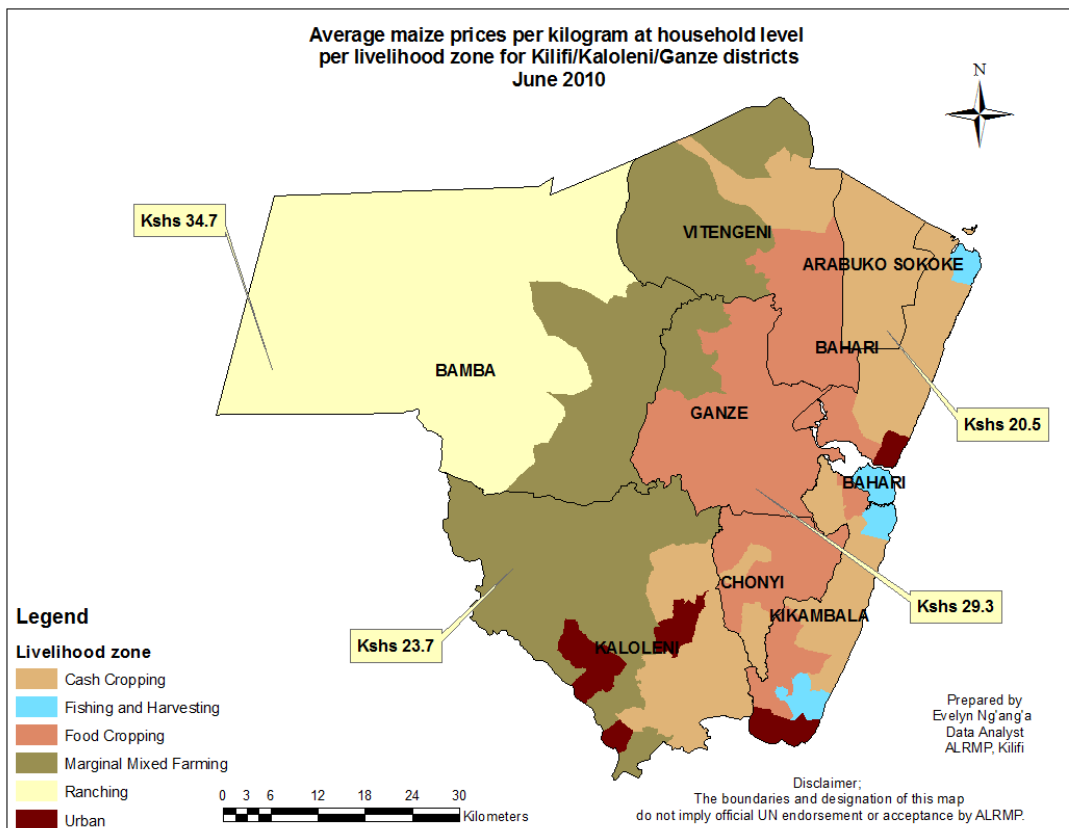 Average maize prices per kilogram at household level
per livelihood zone for Kilifi/Kaloleni/Ganze districts
June 2010
N
Kshs 34.7
VITENGENI
ARABUKO SOKOKE
BAHARI
BAMBA
GANZE
Kshs 20.5
BAHARI
CHONYI
Kshs 29.3
KIKAMBALA
Kshs 23.7
KALOLENI
Legend
Livelihood zone
Cash Cropping
Fishing and Harvesting
Food Cropping
Marginal Mixed Farming
Ranching
Urban
0 3 6 12 18 24 30
Kilometers
Prepared by
Evelyn Ng'ang'a
Data Analyst
ALRMP, Kilifi
Disclaimer;
The boundaries and designation of this map
do not imply official UN endorsement or acceptance by ALRMP.